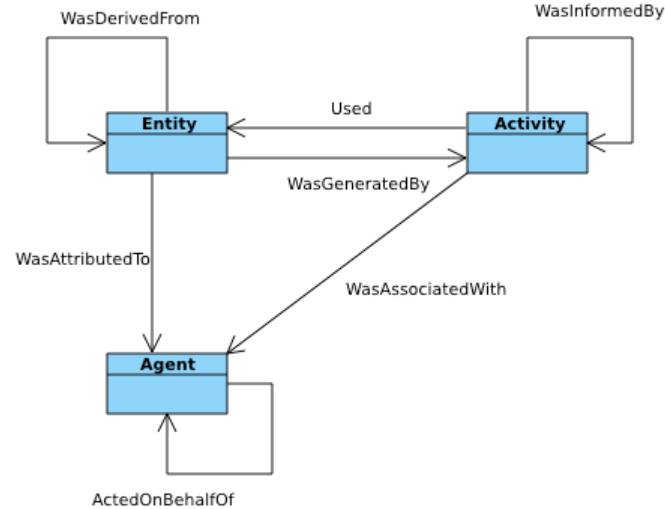 WasInformedBy
WasDerivedFrom
Used
Entity
Activity
WasGeneratedBy
WasAttributedTo
WasAssociatedWith
Agent
ActedOnBehalfOf